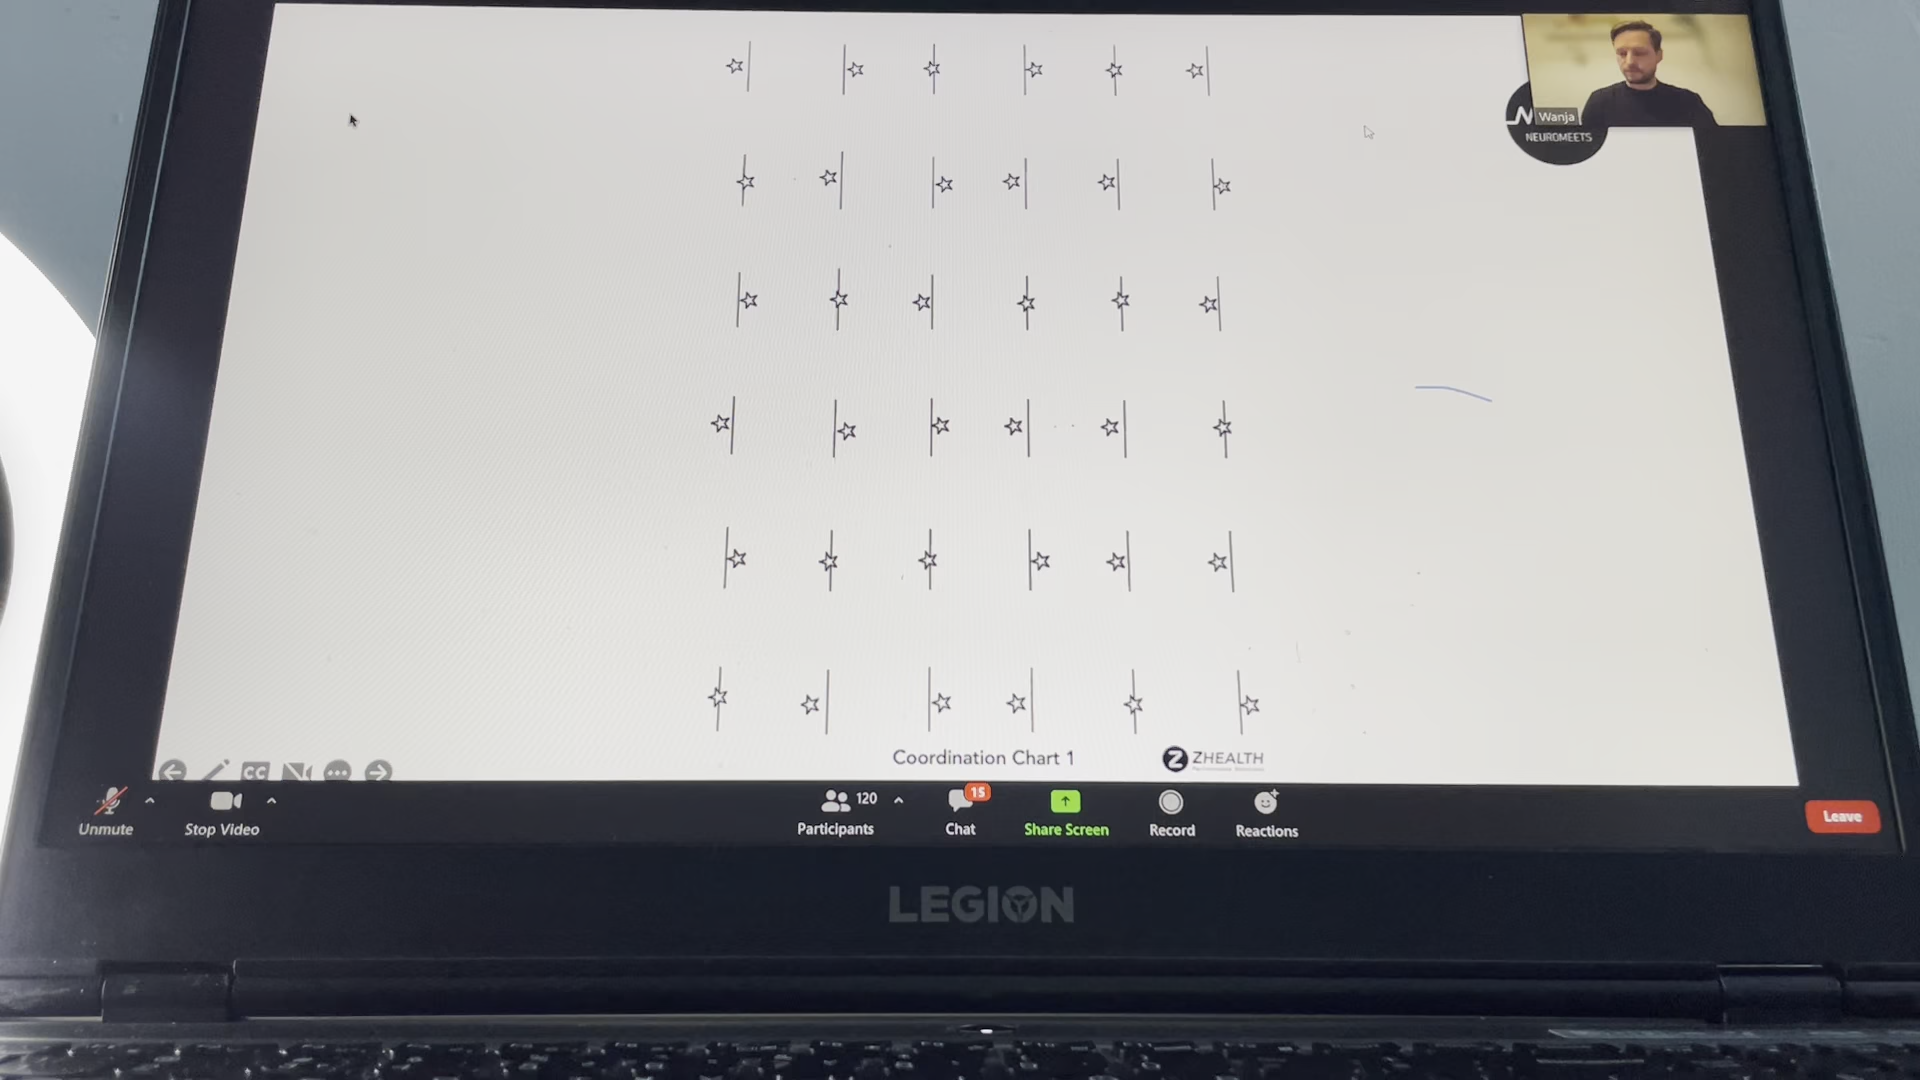 Wanja
NEUROMEETS
Coordination Chart 1
Z ZHEALTH
CC
120
15
Unmute
Stop Video
Participants
Chat
Share Screen
Record
Reactions
Leave
LEGION